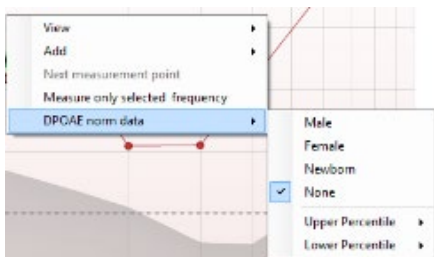 View
Add
Next measurement point
Measure only selected frequency
DPOAE norm data
Male
Female
Newborn
None
Upper Percentile
Lower Percentile